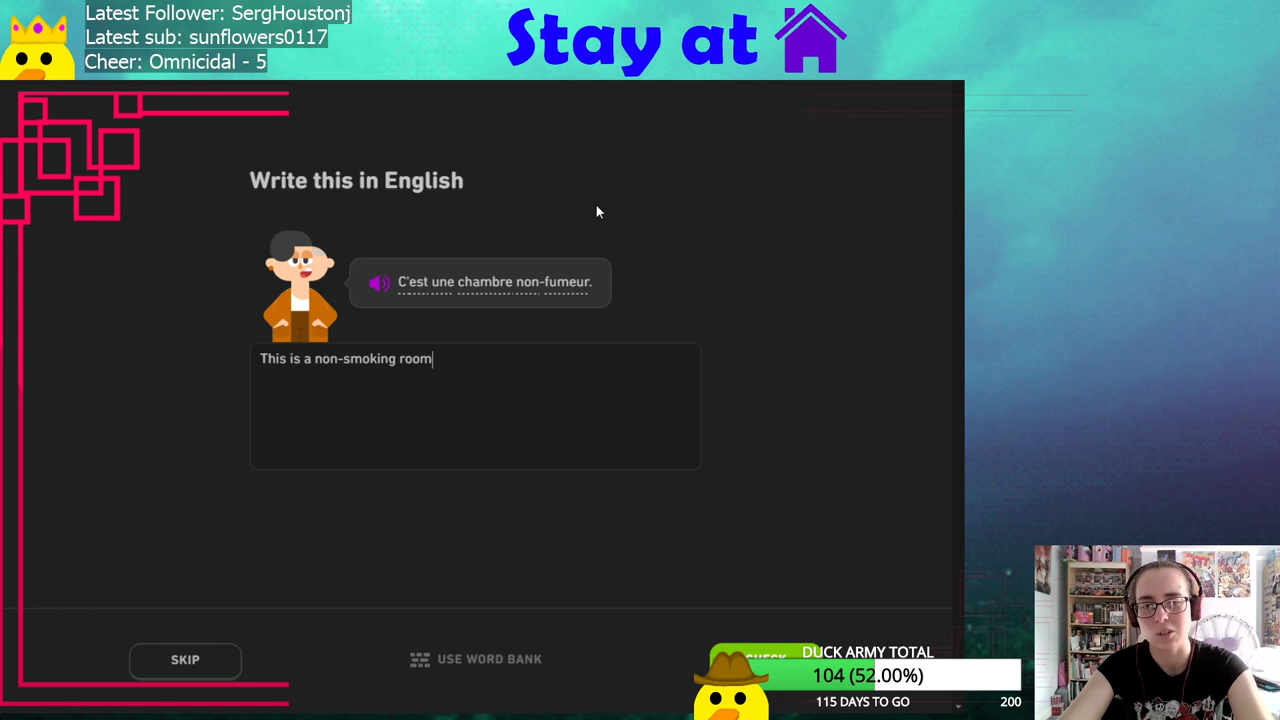 Latest Follower: SergHoustonj
Latest sub: sunflowers0117
Cheer: Omnicidal - 5
Stay at
Write this in English
C'est une chambre non-fumeur.
This is a non-smoking room
SKIP
USE WORD BANK
CHECK
DUCK ARMY TOTAL
104 (52.00%)
115 DAYS TO GO
200